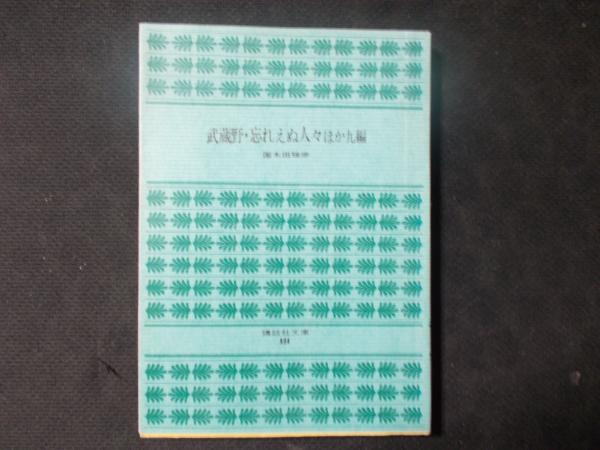 武蔵野・忘れえぬ人々ほか九編
国木田独歩
講談社文庫